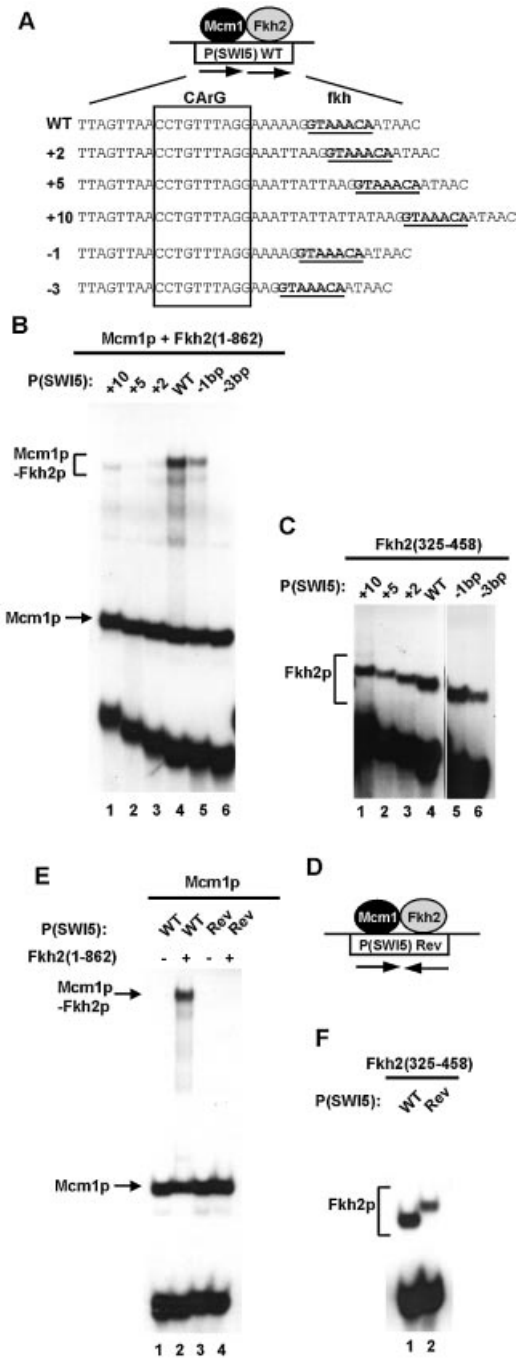 A
Mcm1 Fkh2
P(SWI5) WT
CArG fkh
WT TTAGTTAACCTGTTTAGGAAAAAGGTAAACAATAAC
+2 TTAGTTAACCTGTTTAGGAAATTAAGGTAAACAATAAC
+5 TTAGTTAACCTGTTTAGGAAATTATTAAGGTAAACAATAAC
+10 TTAGTTAACCTGTTTAGGAAATTATTATTATAAGGTAAACAATAAC
-1 TTAGTTAACCTGTTTAGGAAAAGGTAAACAATAAC
-3 TTAGTTAACCTGTTTAGGAAGGTAAACAATAAC
B
Mcm1p + Fkh2(1-862)
P(SWI5): +10 +5 +2 WT -1bp -3bp
Mcm1p
-Fkh2p
Mcm1p
1 2 3 4 5 6
C
Fkh2(325-458)
P(SWI5): +10 +5 +2 WT -1bp -3bp
Fkh2p
1 2 3 4 5 6
E
Mcm1p
P(SWI5): WT WT Rev Rev
Fkh2(1-862) - + - +
Mcm1p
-Fkh2p
Mcm1p
1 2 3 4
D
Mcm1 Fkh2
P(SWI5) Rev
F
Fkh2(325-458)
P(SWI5): WT Rev
Fkh2p
1 2